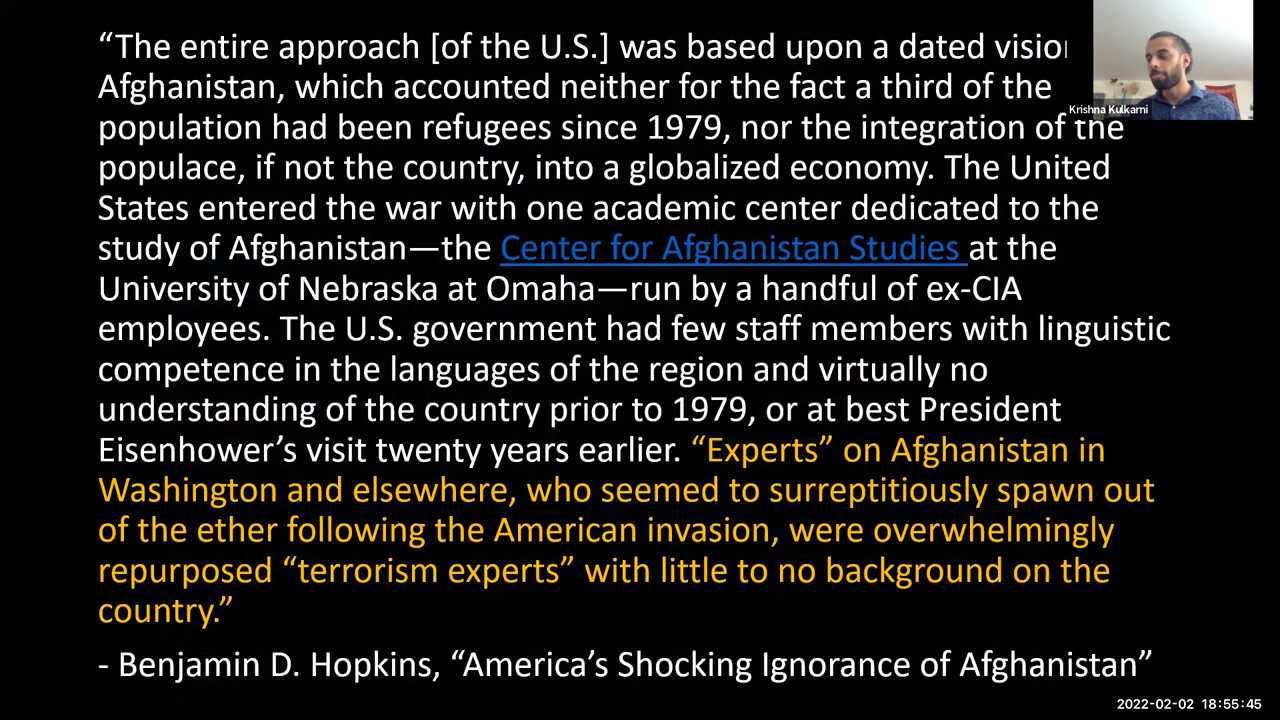 “The entire approach [of the U.S.] was based upon a dated vision
Afghanistan, which accounted neither for the fact a third of the
population had been refugees since 1979, nor the integration of the
populace, if not the country, into a globalized economy. The United
States entered the war with one academic center dedicated to the
study of Afghanistan—the Center for Afghanistan Studies at the
University of Nebraska at Omaha—run by a handful of ex-CIA
employees. The U.S. government had few staff members with linguistic
competence in the languages of the region and virtually no
understanding of the country prior to 1979, or at best President
Eisenhower’s visit twenty years earlier. “Experts” on Afghanistan in
Washington and elsewhere, who seemed to surreptitiously spawn out
of the ether following the American invasion, were overwhelmingly
repurposed “terrorism experts” with little to no background on the
country.”
- Benjamin D. Hopkins, “America’s Shocking Ignorance of Afghanistan”
Krishna Kulkarni
2022-02-02 18:55:45